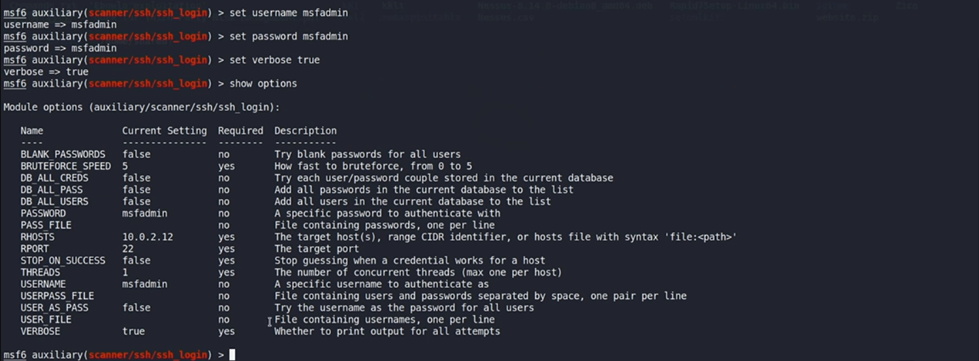 msf6 auxiliary(scanner/ssh/ssh_login) > set username msfadmin
username => msfadmin
msf6 auxiliary(scanner/ssh/ssh_login) > set password msfadmin
password => msfadmin
msf6 auxiliary(scanner/ssh/ssh_login) > set verbose true
verbose => true
msf6 auxiliary(scanner/ssh/ssh_login) > show options
Module options (auxiliary/scanner/ssh/ssh_login):
Name Current Setting Required Description
---- --------------- -------- -----------
BLANK_PASSWORDS false no Try blank passwords for all users
BRUTEFORCE_SPEED 5 yes How fast to bruteforce, from 0 to 5
DB_ALL_CREDS false no Try each user/password couple stored in the current database
DB_ALL_PASS false no Add all passwords in the current database to the list
DB_ALL_USERS false no Add all users in the current database to the list
PASSWORD msfadmin no A specific password to authenticate with
PASS_FILE no File containing passwords, one per line
RHOSTS 10.0.2.12 yes The target host(s), range CIDR identifier, or hosts file with syntax 'file:<path>'
RPORT 22 yes The target port
STOP_ON_SUCCESS false yes Stop guessing when a credential works for a host
THREADS 1 yes The number of concurrent threads (max one per host)
USERNAME msfadmin no A specific username to authenticate as
USERPASS_FILE no File containing users and passwords separated by space, one pair per line
USER_AS_PASS false no Try the username as the password for all users
USER_FILE no File containing usernames, one per line
VERBOSE true yes Whether to print output for all attempts
msf6 auxiliary(scanner/ssh/ssh_login) >